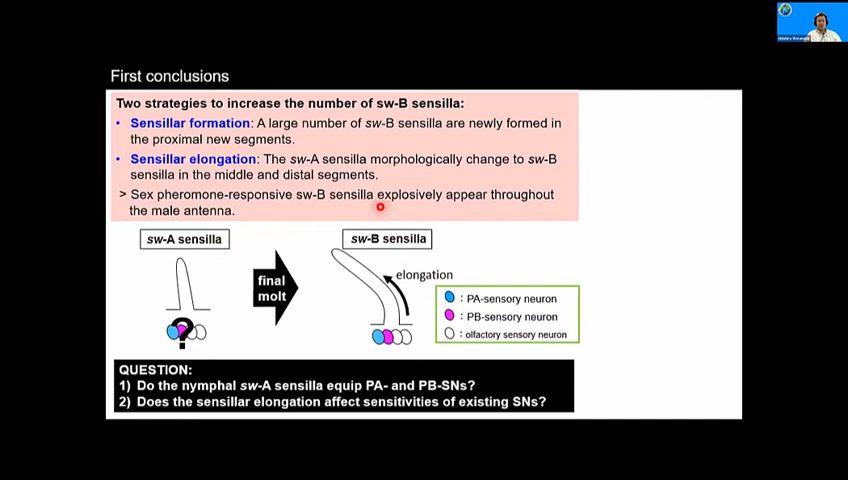 First conclusions
Two strategies to increase the number of sw-B sensilla:
• Sensillar formation: A large number of sw-B sensilla are newly formed in
the proximal new segments.
• Sensillar elongation: The sw-A sensilla morphologically change to sw-B
sensilla in the middle and distal segments.
> Sex pheromone-responsive sw-B sensilla explosively appear throughout
the male antenna.
sw-A sensilla
sw-B sensilla
final
molt
elongation
?
: PA-sensory neuron
: PB-sensory neuron
: olfactory sensory neuron
QUESTION:
1) Do the nymphal sw-A sensilla equip PA- and PB-SNs?
2) Does the sensillar elongation affect sensitivities of existing SNs?